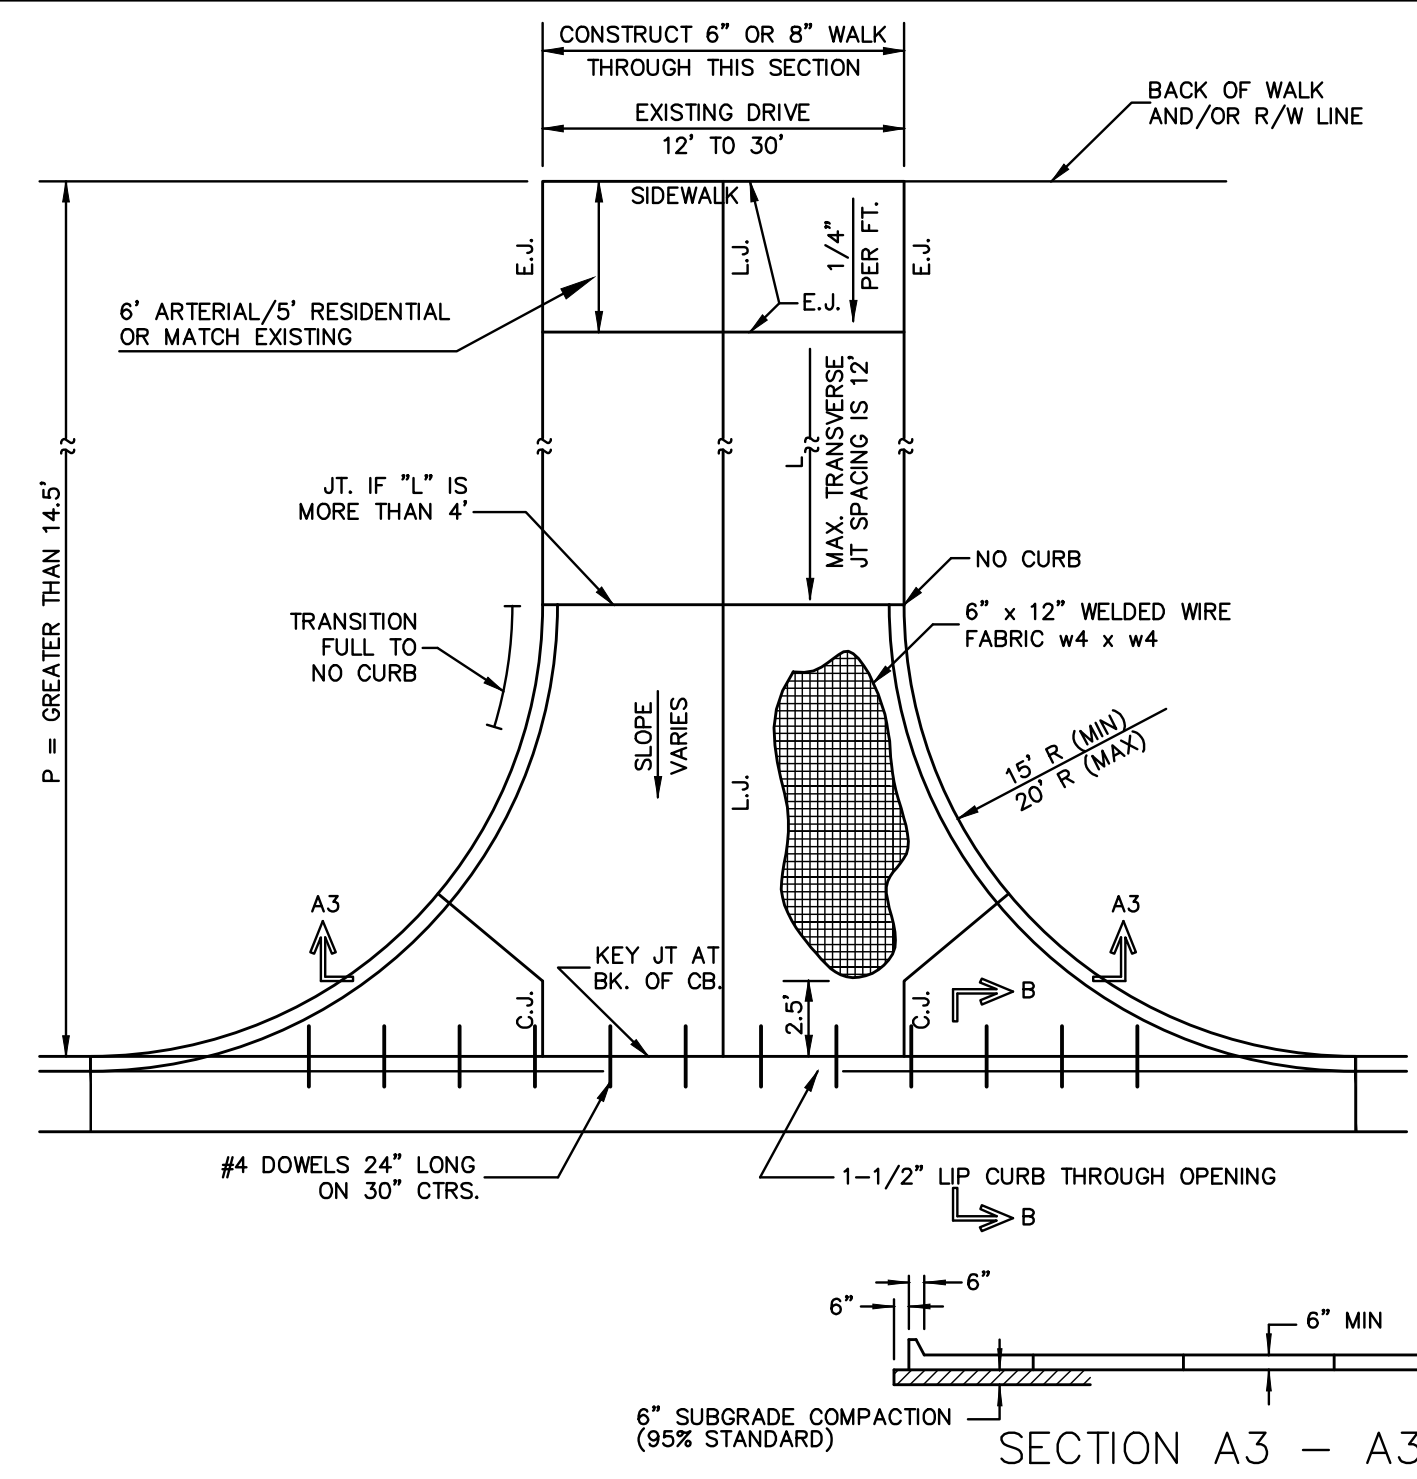 CONSTRUCT 6" OR 8" WALK
THROUGH THIS SECTION
EXISTING DRIVE
12' TO 30'
BACK OF WALK
AND/OR R/W LINE
SIDEWALK
E.J.
L.J.
1/4"
PER FT.
E.J.
E.J.
6' ARTERIAL/5' RESIDENTIAL
OR MATCH EXISTING
L
MAX. TRANSVERSE
JT SPACING IS 12'
P = GREATER THAN 14.5'
JT. IF "L" IS
MORE THAN 4'
NO CURB
6" x 12" WELDED WIRE
FABRIC w4 x w4
TRANSITION
FULL TO
NO CURB
SLOPE
VARIES
L.J.
15' R (MIN)
20' R (MAX)
A3
A3
KEY JT AT
BK. OF CB.
C.J.
2.5'
C.J.
B
#4 DOWELS 24" LONG
ON 30" CTRS.
1-1/2" LIP CURB THROUGH OPENING
B
6"
6"
6" MIN
6" SUBGRADE COMPACTION
(95% STANDARD)
SECTION A3 - A3